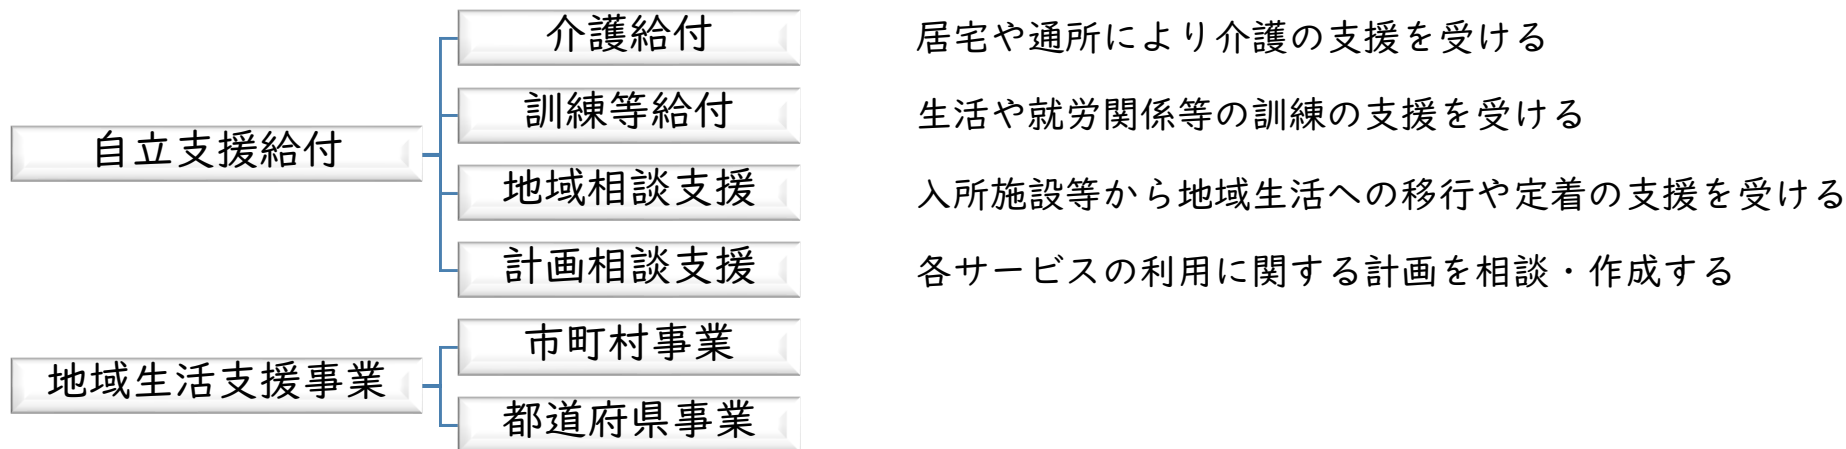 介護給付 居宅や通所により介護の支援を受ける
訓練等給付 生活や就労関係等の訓練の支援を受ける
自立支援給付
地域相談支援 入所施設等から地域生活への移行や定着の支援を受ける
計画相談支援 各サービスの利用に関する計画を相談・作成する
市町村事業
地域生活支援事業
都道府県事業